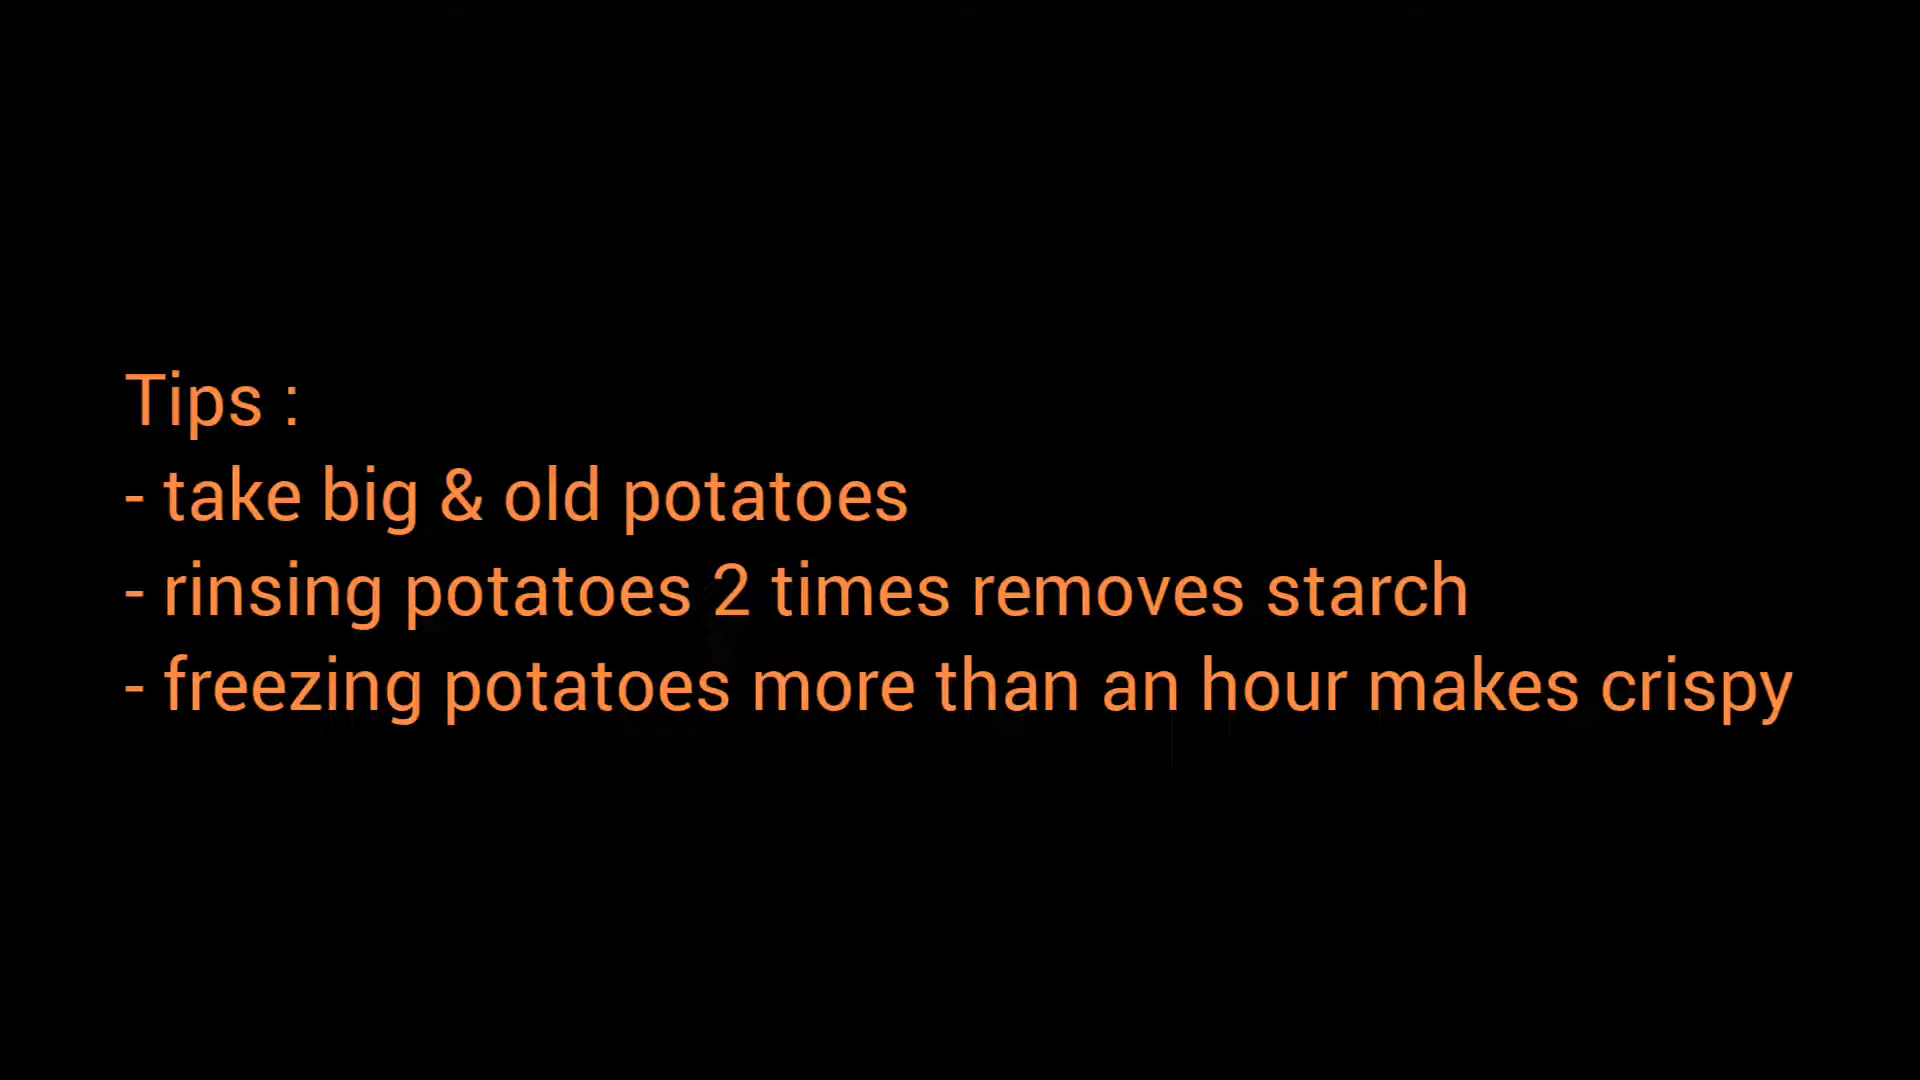 Tips :
- take big & old potatoes
- rinsing potatoes 2 times removes starch
- freezing potatoes more than an hour makes crispy